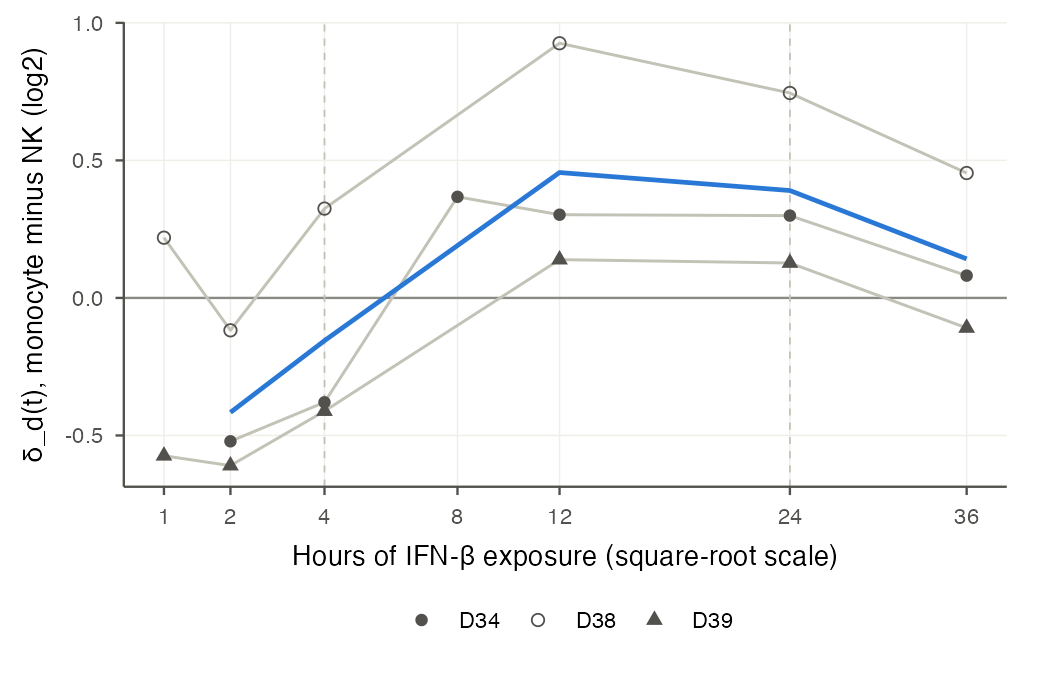 δ_d(t), monocyte minus NK (log2)
1.0
0.5
0.0
-0.5
1 2 4 8 12 24 36
Hours of IFN-β exposure (square-root scale)
D34 D38 D39